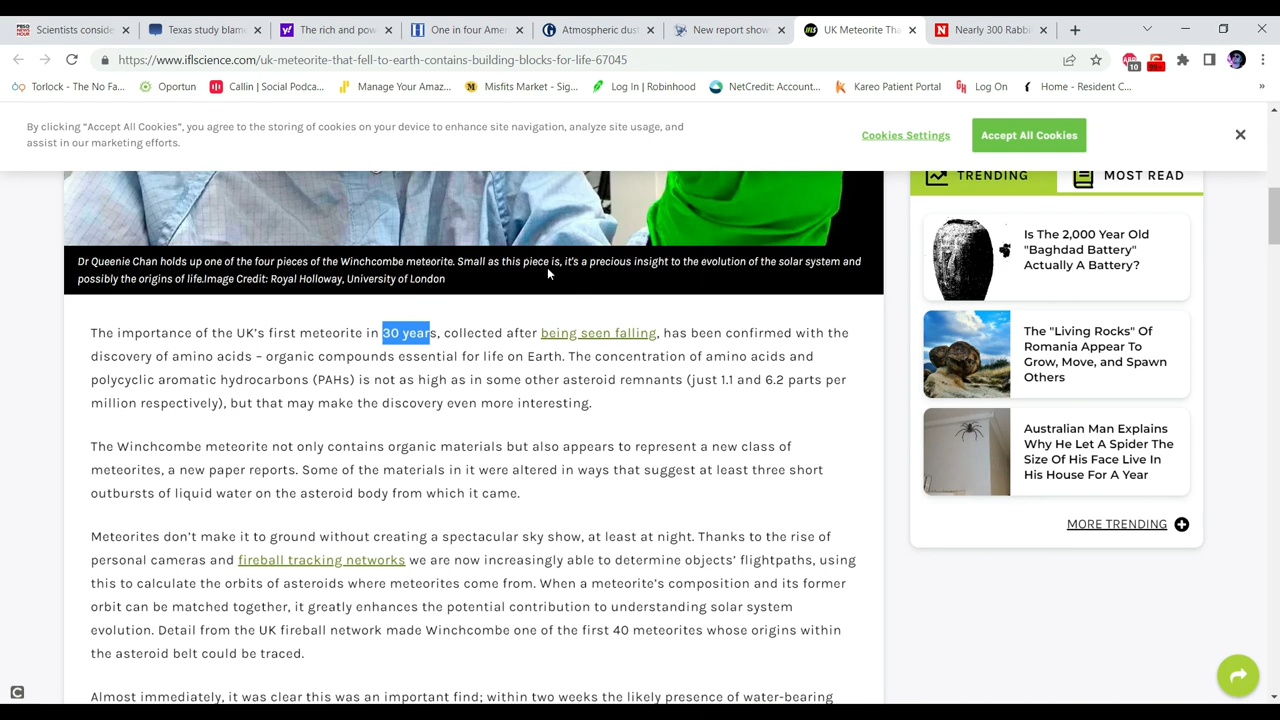 PBSO NEWS HOUR Scientists conside
Texas study blam
The rich and pow
One in four Ame
Atmospheric dus
New report show
IFLS UK Meteorite Tha
N Nearly 300 Rabbi
https://www.iflscience.com/uk-meteorite-that-fell-to-earth-contains-building-blocks-for-life-67045
10
99+
Torlock - The No Fa...
Oportun
Callin | Social Podca...
Manage Your Amaz...
Misfits Market - Sig...
Log In | Robinhood
NetCredit: Account...
Kareo Patient Portal
Log On
Home - Resident C...
By clicking “Accept All Cookies”, you agree to the storing of cookies on your device to enhance site navigation, analyze site usage, and
assist in our marketing efforts.
Cookies Settings
Accept All Cookies
TRENDING
MOST READ
Dr Queenie Chan holds up one of the four pieces of the Winchcombe meteorite. Small as this piece is, it's a precious insight to the evolution of the solar system and
possibly the origins of life.Image Credit: Royal Holloway, University of London
The importance of the UK’s first meteorite in 30 years, collected after being seen falling, has been confirmed with the
discovery of amino acids – organic compounds essential for life on Earth. The concentration of amino acids and
polycyclic aromatic hydrocarbons (PAHs) is not as high as in some other asteroid remnants (just 1.1 and 6.2 parts per
million respectively), but that may make the discovery even more interesting.
The Winchcombe meteorite not only contains organic materials but also appears to represent a new class of
meteorites, a new paper reports. Some of the materials in it were altered in ways that suggest at least three short
outbursts of liquid water on the asteroid body from which it came.
Meteorites don’t make it to ground without creating a spectacular sky show, at least at night. Thanks to the rise of
personal cameras and fireball tracking networks we are now increasingly able to determine objects’ flightpaths, using
this to calculate the orbits of asteroids where meteorites come from. When a meteorite’s composition and its former
orbit can be matched together, it greatly enhances the potential contribution to understanding solar system
evolution. Detail from the UK fireball network made Winchcombe one of the first 40 meteorites whose origins within
the asteroid belt could be traced.
Almost immediately, it was clear this was an important find; within two weeks the likely presence of water-bearing
Is The 2,000 Year Old
"Baghdad Battery"
Actually A Battery?
The "Living Rocks" Of
Romania Appear To
Grow, Move, and Spawn
Others
Australian Man Explains
Why He Let A Spider The
Size Of His Face Live In
His House For A Year
MORE TRENDING